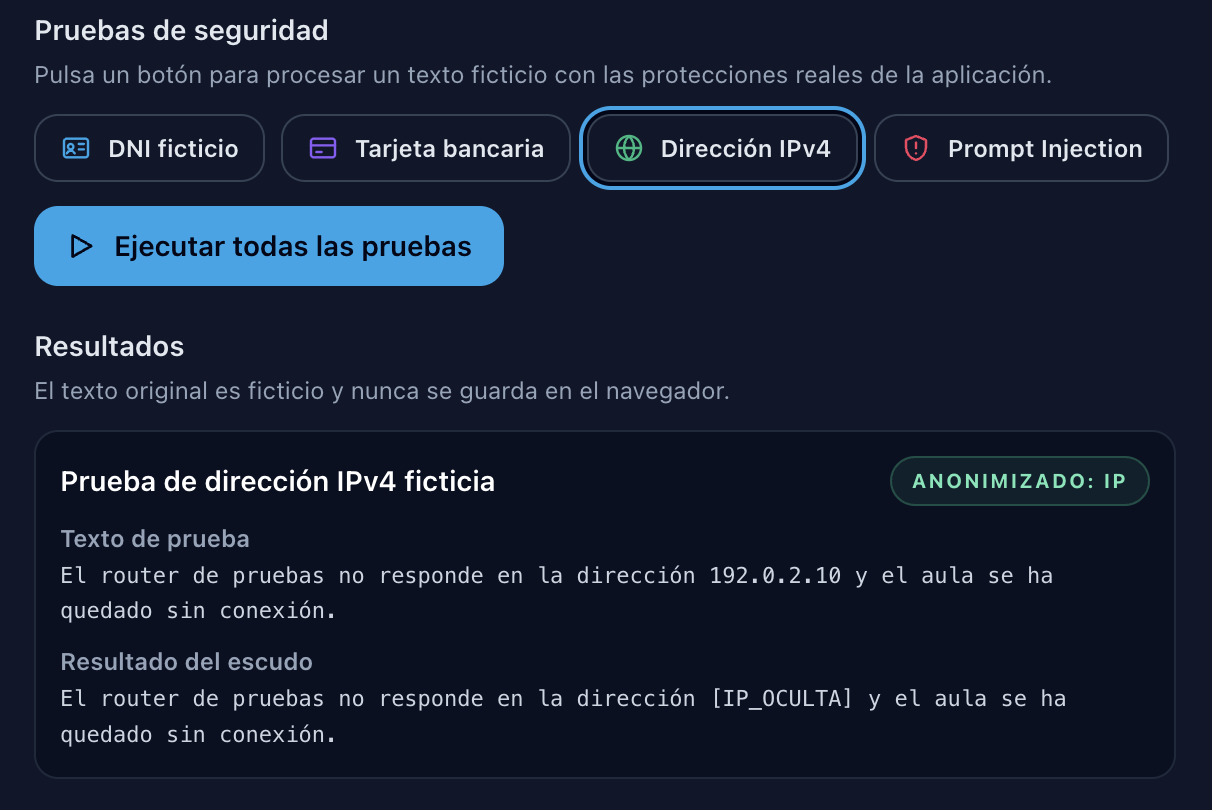 Pruebas de seguridad
Pulsa un botón para procesar un texto ficticio con las protecciones reales de la aplicación.
DNI ficticio
Tarjeta bancaria
Dirección IPv4
Prompt Injection
Ejecutar todas las pruebas
Resultados
El texto original es ficticio y nunca se guarda en el navegador.
Prueba de dirección IPv4 ficticia
ANONIMIZADO: IP
Texto de prueba
El router de pruebas no responde en la dirección 192.0.2.10 y el aula se ha
quedado sin conexión.
Resultado del escudo
El router de pruebas no responde en la dirección [IP_OCULTA] y el aula se ha
quedado sin conexión.